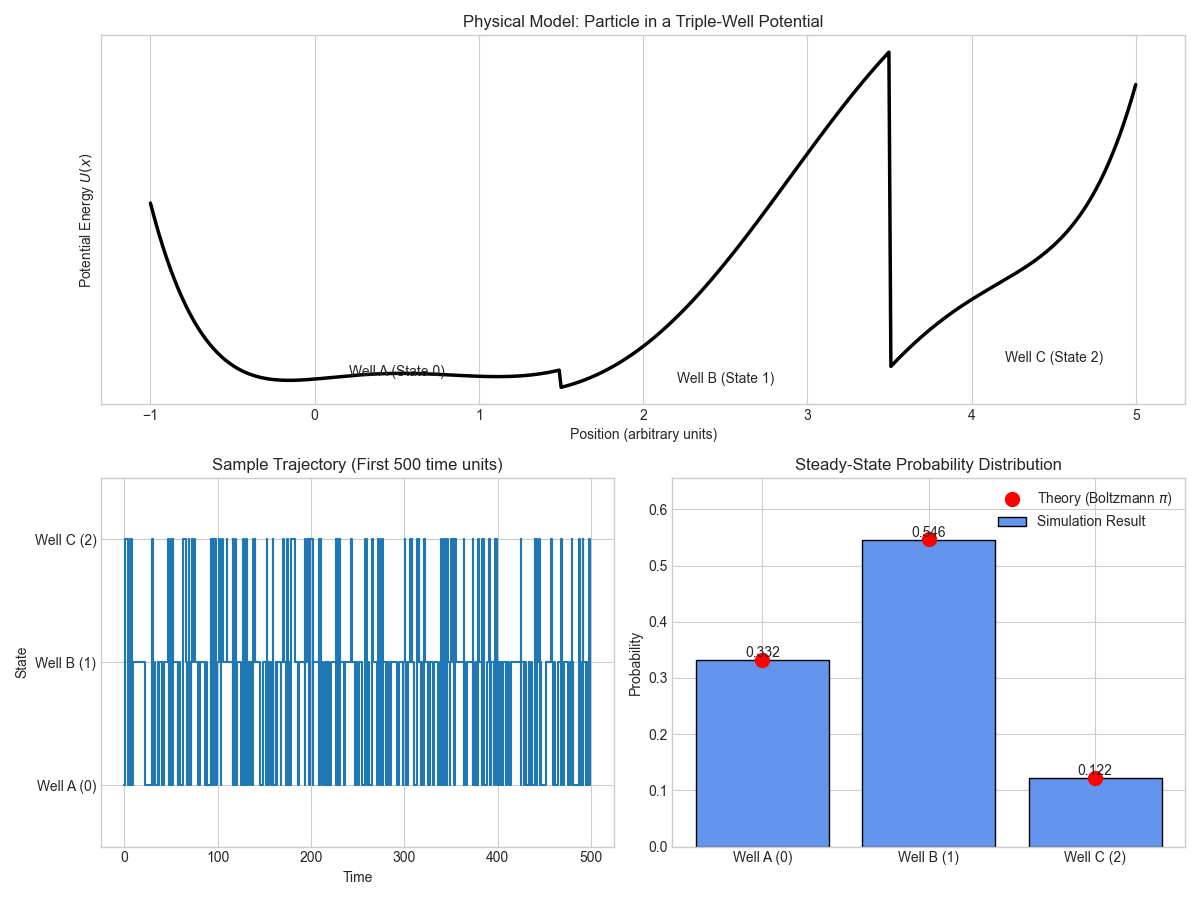 Physical Model: Particle in a Triple-Well Potential
Potential Energy U(x)
Well A (State 0)
Well B (State 1)
Well C (State 2)
−1 0 1 2 3 4 5
Position (arbitrary units)
Sample Trajectory (First 500 time units)
State
Well C (2)
Well B (1)
Well A (0)
0 100 200 300 400 500
Time
Steady-State Probability Distribution
Probability
0.6
0.5
0.4
0.3
0.2
0.1
0.0
Theory (Boltzmann π)
Simulation Result
0.332
0.546
0.122
Well A (0) Well B (1) Well C (2)